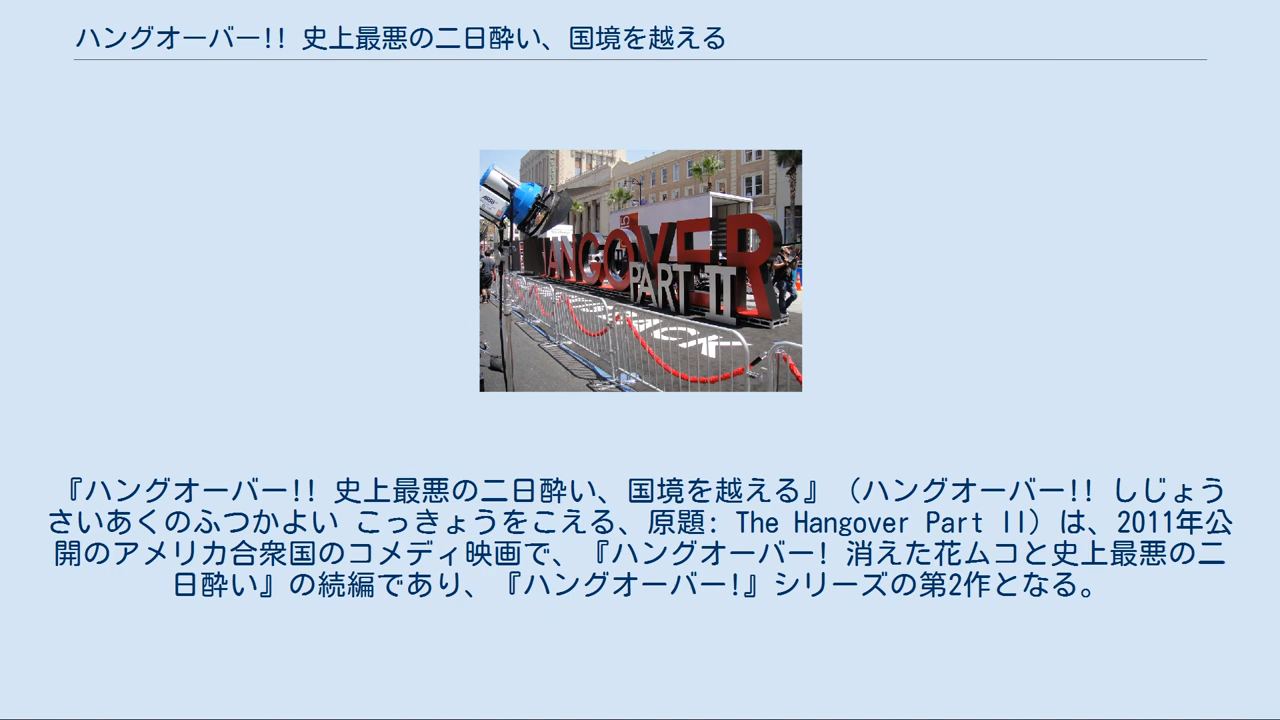 ハングオーバー!! 史上最悪の二日酔い、国境を越える
HANGOVER
PART II
『ハングオーバー!! 史上最悪の二日酔い、国境を越える』（ハングオーバー!! しじょう
さいあくのふつかよい こっきょうをこえる、原題: The Hangover Part II）は、2011年公
開のアメリカ合衆国のコメディ映画で、『ハングオーバー! 消えた花ムコと史上最悪の二
日酔い』の続編であり、『ハングオーバー!』シリーズの第2作となる。